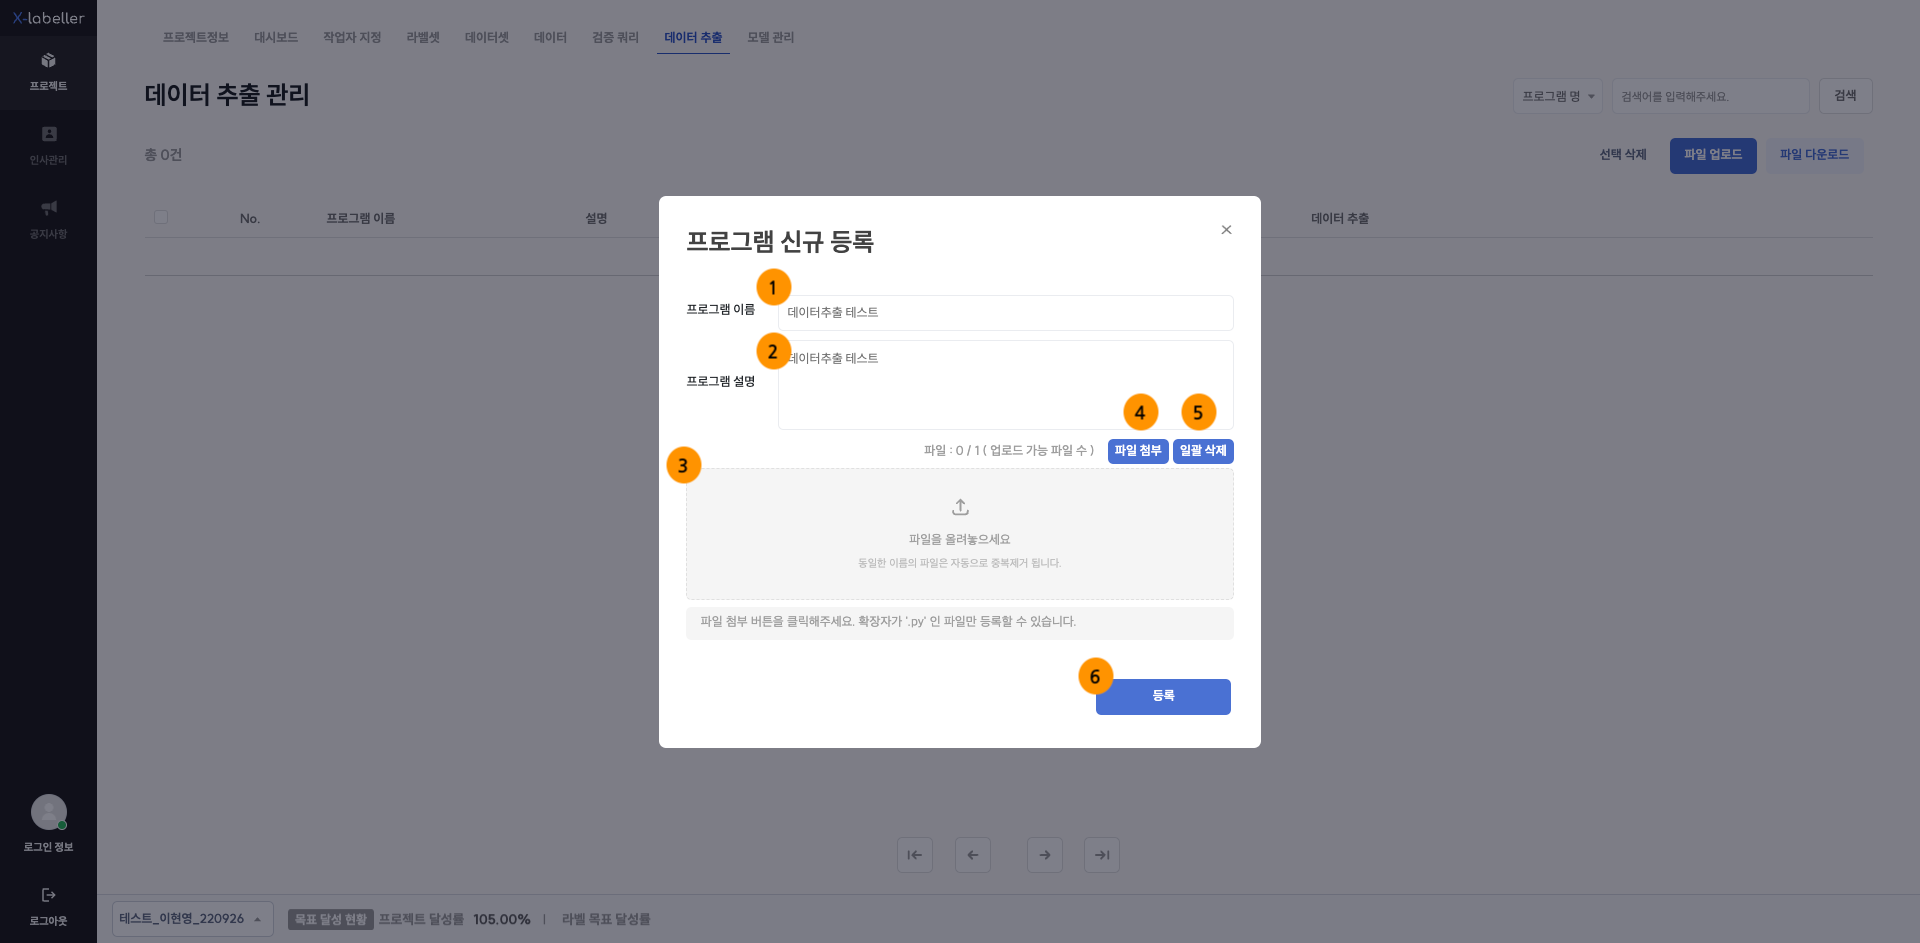 X-labeller
프로젝트
인사관리
공지사항
로그인 정보
로그아웃
프로젝트정보 대시보드 작업자 지정 라벨셋 데이터셋 데이터 검증 쿼리 데이터 추출 모델 관리
데이터 추출 관리
프로그램 명 검색어를 입력해주세요. 검색
총 0건
선택 삭제 파일 업로드 파일 다운로드
No. 프로그램 이름 설명 데이터 추출
프로그램 신규 등록
1
프로그램 이름 데이터추출 테스트
2
데이터추출 테스트
프로그램 설명
4 5
파일 : 0 / 1 ( 업로드 가능 파일 수 ) 파일 첨부 일괄 삭제
3
파일을 올려놓으세요
동일한 이름의 파일은 자동으로 중복제거 됩니다.
파일 첨부 버튼을 클릭해주세요. 확장자가 '.py' 인 파일만 등록할 수 있습니다.
6
등록
테스트_이현영_220926 목표 달성 현황 프로젝트 달성률 105.00% | 라벨 목표 달성률